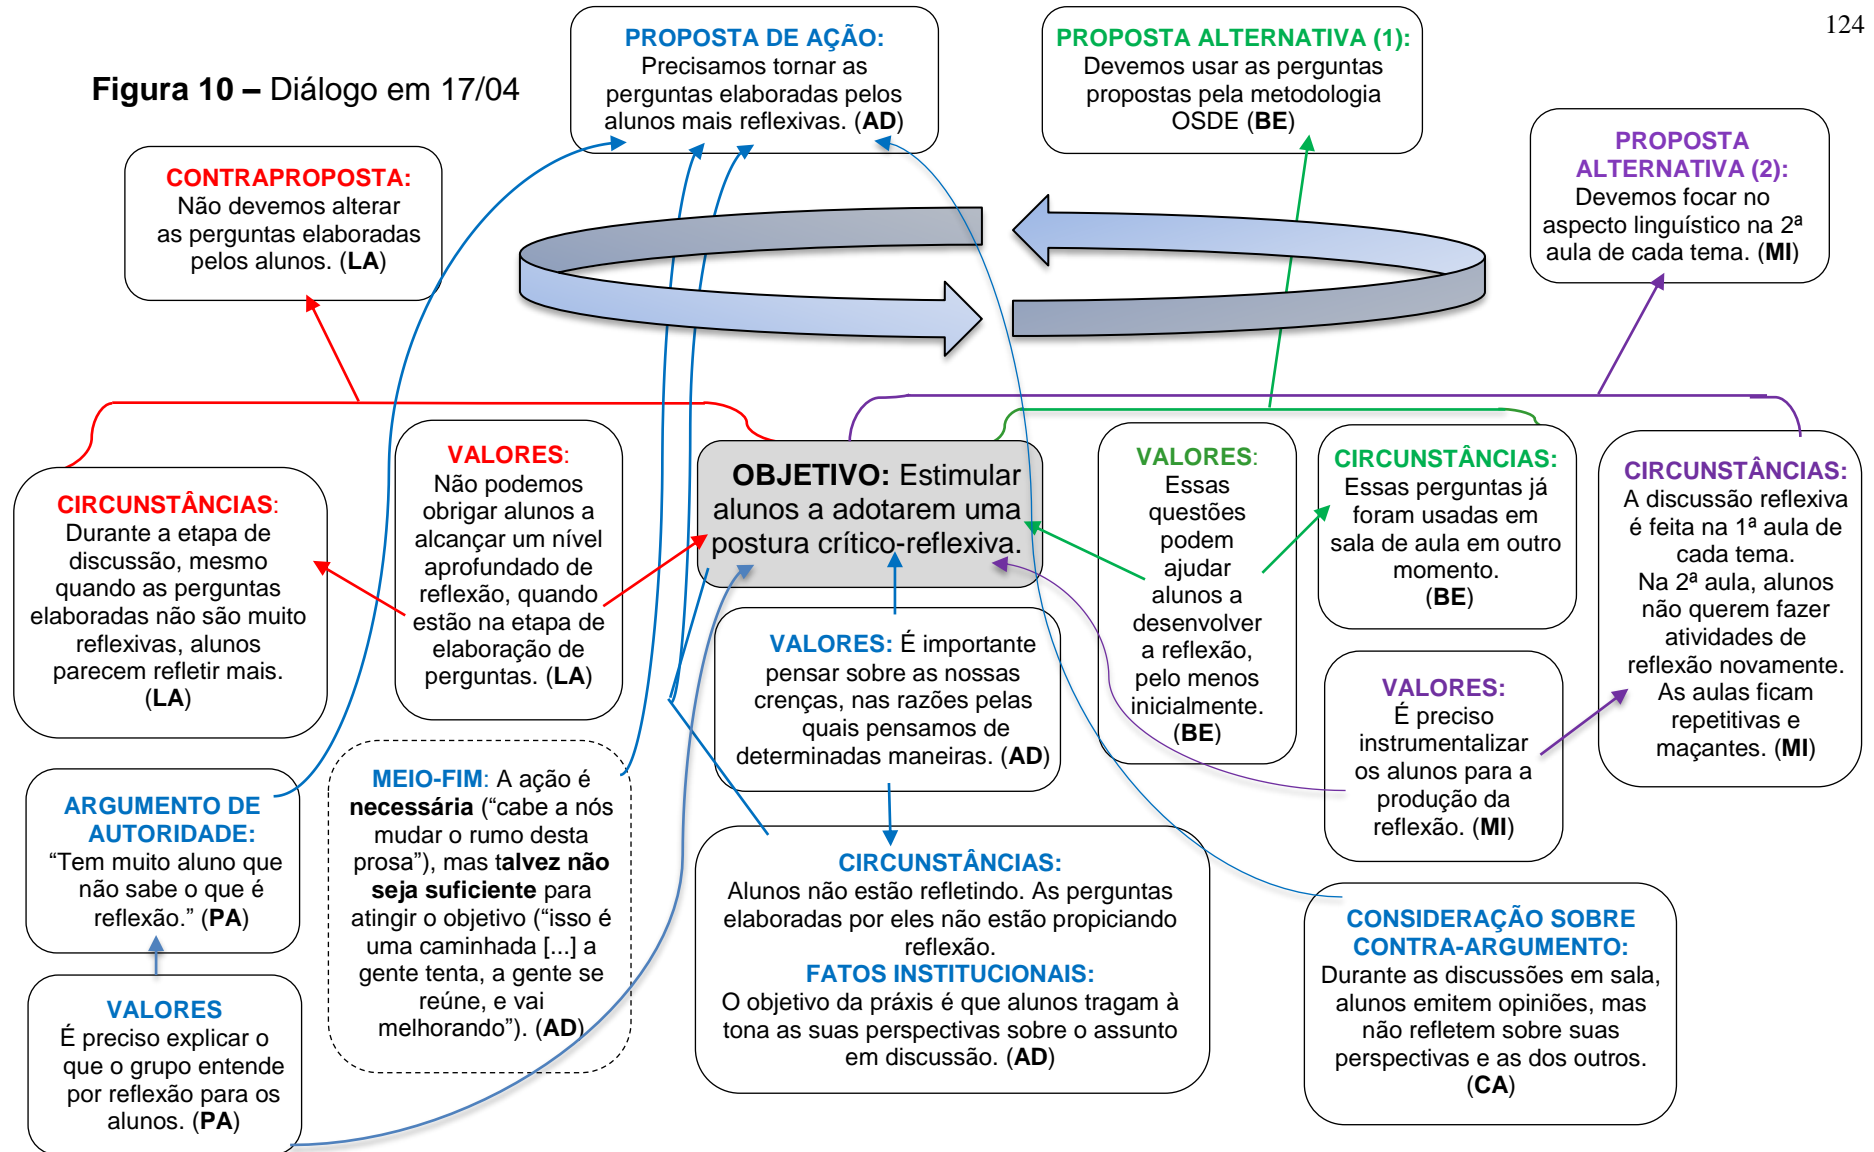 124
Figura 10 – Diálogo em 17/04
PROPOSTA DE AÇÃO:
Precisamos tornar as
perguntas elaboradas pelos
alunos mais reflexivas. (AD)
PROPOSTA ALTERNATIVA (1):
Devemos usar as perguntas
propostas pela metodologia
OSDE (BE)
PROPOSTA
ALTERNATIVA (2):
Devemos focar no
aspecto linguístico na 2ª
aula de cada tema. (MI)
CONTRAPROPOSTA:
Não devemos alterar
as perguntas elaboradas
pelos alunos. (LA)
CIRCUNSTÂNCIAS:
Durante a etapa de
discussão, mesmo
quando as perguntas
elaboradas não são muito
reflexivas, alunos
parecem refletir mais.
(LA)
VALORES:
Não podemos
obrigar alunos a
alcançar um nível
aprofundado de
reflexão, quando
estão na etapa de
elaboração de
perguntas. (LA)
OBJETIVO: Estimular
alunos a adotarem uma
postura crítico-reflexiva.
VALORES:
Essas
questões
podem
ajudar
alunos a
desenvolver
a reflexão,
pelo menos
inicialmente.
(BE)
CIRCUNSTÂNCIAS:
Essas perguntas já
foram usadas em
sala de aula em outro
momento.
(BE)
CIRCUNSTÂNCIAS:
A discussão reflexiva
é feita na 1ª aula de
cada tema.
Na 2ª aula, alunos
não querem fazer
atividades de
reflexão novamente.
As aulas ficam
repetitivas e
maçantes. (MI)
VALORES: É importante
pensar sobre as nossas
crenças, nas razões pelas
quais pensamos de
determinadas maneiras. (AD)
VALORES:
É preciso
instrumentalizar
os alunos para a
produção da
reflexão. (MI)
ARGUMENTO DE
AUTORIDADE:
“Tem muito aluno que
não sabe o que é
reflexão.” (PA)
MEIO-FIM: A ação é
necessária (“cabe a nós
mudar o rumo desta
prosa”), mas talvez não
seja suficiente para
atingir o objetivo (“isso é
uma caminhada [...] a
gente tenta, a gente se
reúne, e vai
melhorando”). (AD)
CIRCUNSTÂNCIAS:
Alunos não estão refletindo. As perguntas
elaboradas por eles não estão propiciando
reflexão.
FATOS INSTITUCIONAIS:
O objetivo da práxis é que alunos tragam à
tona as suas perspectivas sobre o assunto
em discussão. (AD)
CONSIDERAÇÃO SOBRE
CONTRA-ARGUMENTO:
Durante as discussões em sala,
alunos emitem opiniões, mas
não refletem sobre suas
perspectivas e as dos outros.
(CA)
VALORES
É preciso explicar o
que o grupo entende
por reflexão para os
alunos. (PA)